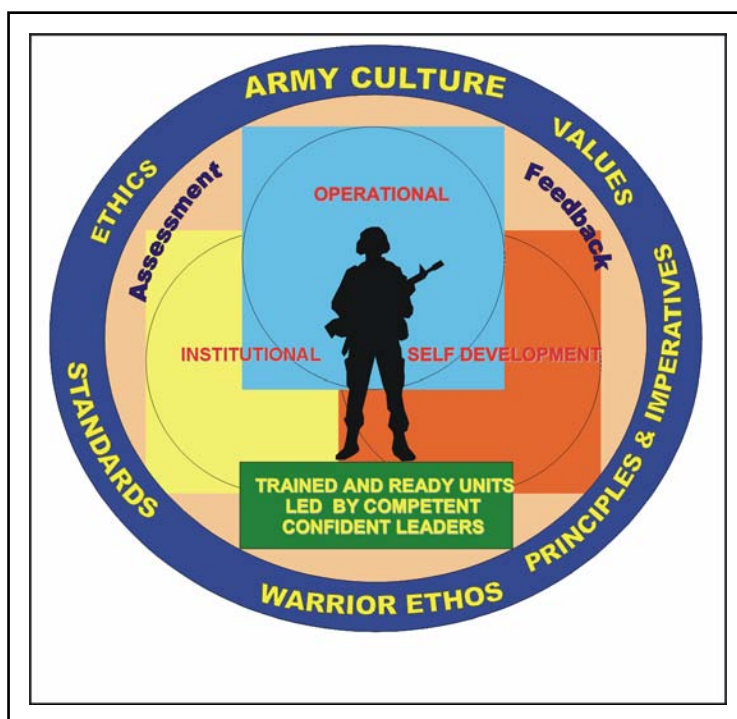 ARMY CULTURE
VALUES
PRINCIPLES & IMPERATIVES
WARRIOR ETHOS
STANDARDS
ETHICS
Assessment
Feedback
OPERATIONAL
INSTITUTIONAL
SELF DEVELOPMENT
TRAINED AND READY UNITS
LED BY COMPETENT
CONFIDENT LEADERS